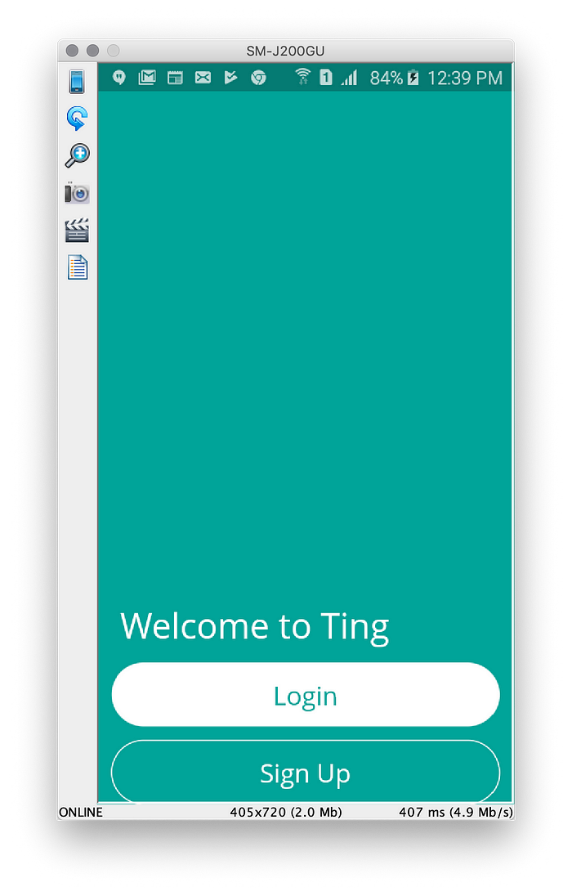 SM-J200GU
1 84% 12:39 PM
Welcome to Ting
Login
Sign Up
ONLINE 405x720 (2.0 Mb) 407 ms (4.9 Mb/s)